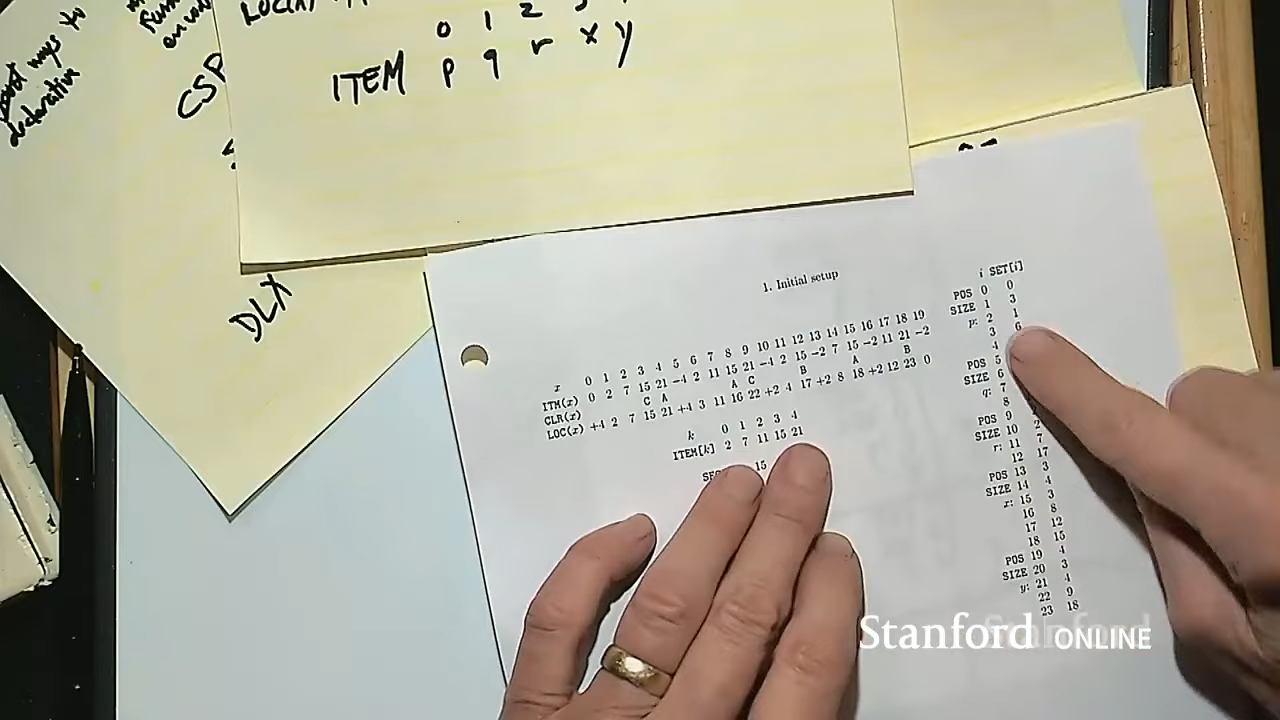 LOC(x)
0 1 2
ITEM p q r x y
CSP
DLX
declarative
ways to
1. Initial setup
x 0 1 2 3 4 5 6 7 8 9 10 11 12 13 14 15 16 17 18 19
ITM(x) 0 2 7 15 21 −4 2 11 15 21 −4 2 15 −2 7 15 −2 11 21 −2
CLR(x) C A A C B A B
LOC(x) +4 2 7 15 21 +4 3 11 16 22 +2 4 17 +2 8 18 +2 12 23 0
k 0 1 2 3 4
ITEM[k] 2 7 11 15 21
15
i SET[i]
POS 0 0
SIZE 1 3
p: 2 1
3 6
4
POS 5
SIZE 6
q: 7
8
POS 9
SIZE 10 2
r: 11 7
12 17
POS 13 3
SIZE 14 4
x: 15 3
16 8
17 12
18 15
POS 19 4
SIZE 20 3
y: 21 4
22 9
23 18
Stanford ONLINE